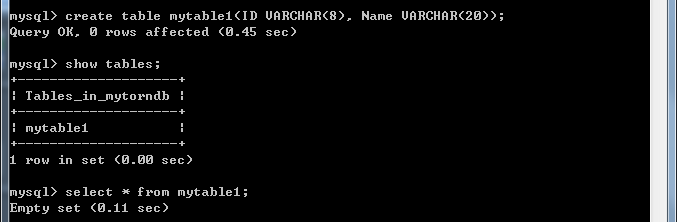 mysql> create table mytable1(ID VARCHAR(8), Name VARCHAR(20));
Query OK, 0 rows affected (0.45 sec)
mysql> show tables;
+--------------------+
| Tables_in_mytorndb |
+--------------------+
| mytable1           |
+--------------------+
1 row in set (0.00 sec)
mysql> select * from mytable1;
Empty set (0.11 sec)